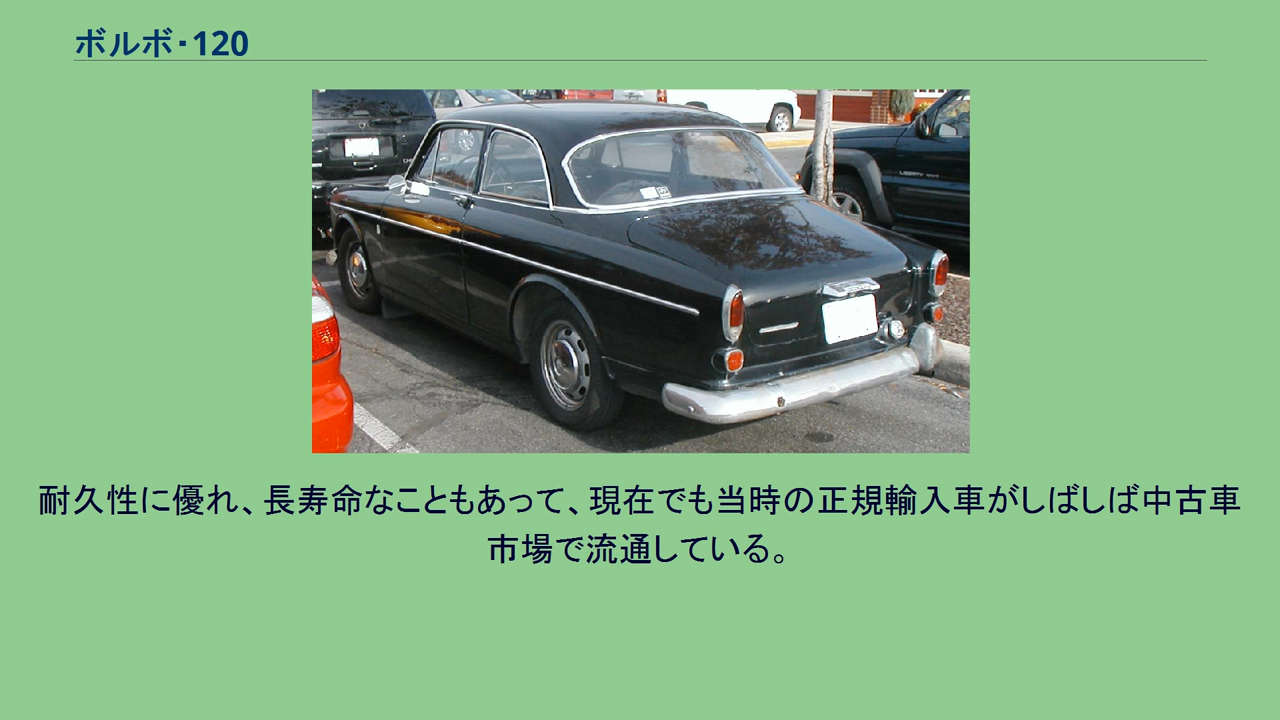 ボルボ・120
LIBERTY
耐久性に優れ、長寿命なこともあって、現在でも当時の正規輸入車がしばしば中古車
市場で流通している。